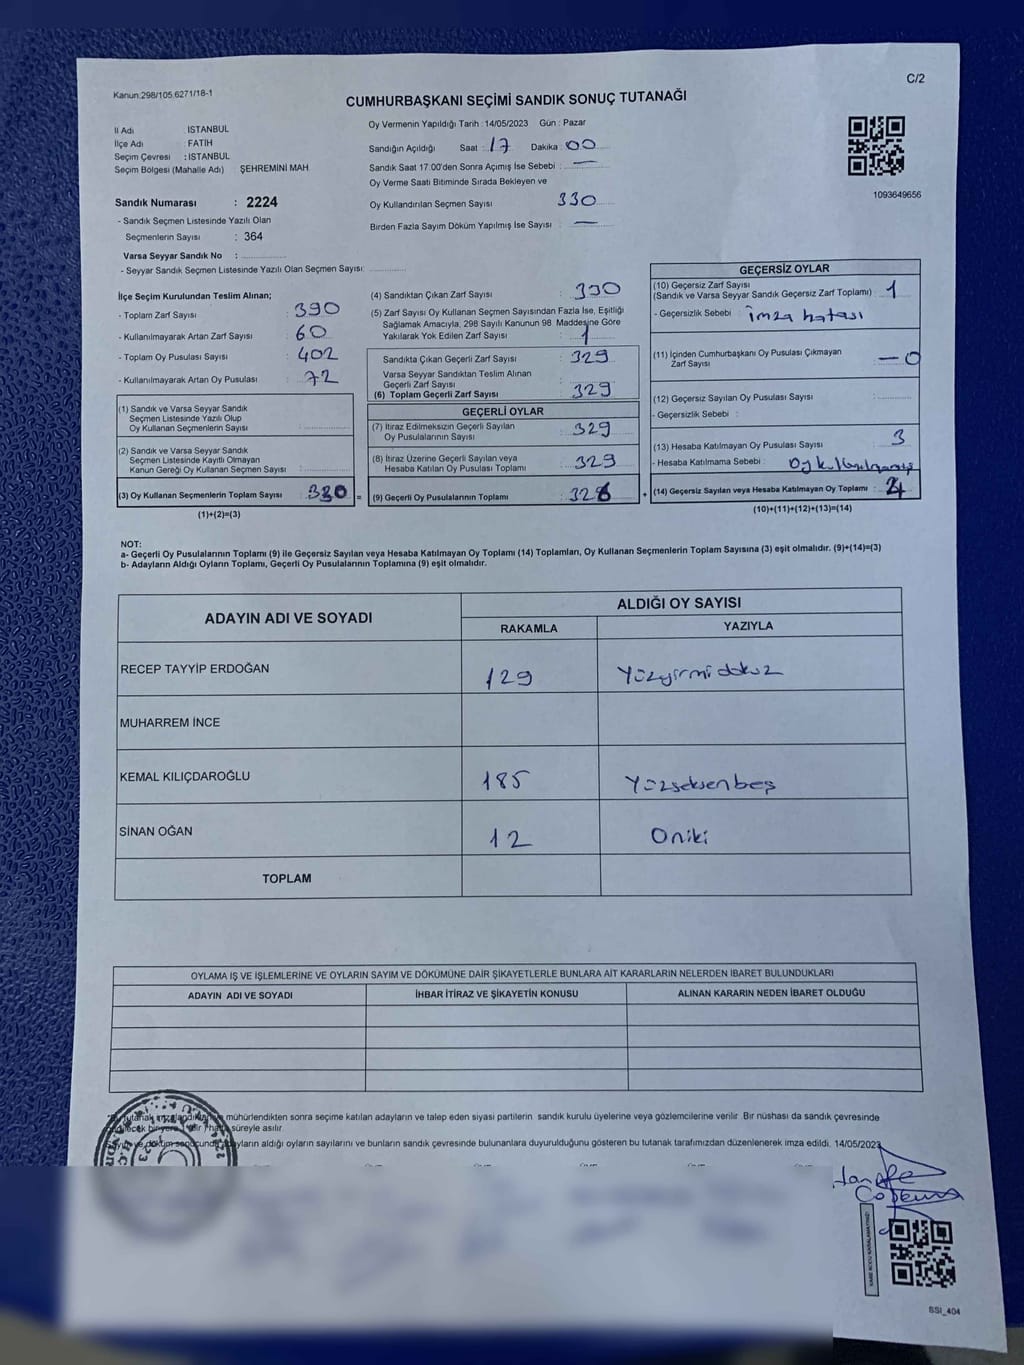 C/2
Kanun:298/105.6271/18-1
CUMHURBAŞKANI SEÇİMİ SANDIK SONUÇ TUTANAĞI
İl Adı : İSTANBUL
İlçe Adı : FATİH
Seçim Çevresi : İSTANBUL
Seçim Bölgesi (Mahalle Adı) ŞEHREMİNİ MAH.
Oy Vermenin Yapıldığı Tarih :14/05/2023 Gün : Pazar
Sandığın Açıldığı Saat : 17 Dakika : 00
Sandık Saat 17:00'den Sonra Açımış İse Sebebi : —
Oy Verme Saati Bitiminde Sırada Bekleyen ve
Oy Kullandırılan Seçmen Sayısı 330
Birden Fazla Sayım Döküm Yapılmış İse Sayısı : —
1093649656
Sandık Numarası : 2224
- Sandık Seçmen Listesinde Yazılı Olan
Seçmenlerin Sayısı : 364
Varsa Seyyar Sandık No :
- Seyyar Sandık Seçmen Listesinde Yazılı Olan Seçmen Sayısı:
İlçe Seçim Kurulundan Teslim Alınan;
- Toplam Zarf Sayısı : 390
- Kullanılmayarak Artan Zarf Sayısı : 60
- Toplam Oy Pusulası Sayısı : 402
- Kullanılmayarak Artan Oy Pusulası : 72
(1) Sandık ve Varsa Seyyar Sandık
Seçmen Listesinde Yazılı Olup
Oy Kullanan Seçmenlerin Sayısı :
(2) Sandık ve Varsa Seyyar Sandık
Seçmen Listesinde Kayıtlı Olmayan
Kanun Gereği Oy Kullanan Seçmen Sayısı :
(3) Oy Kullanan Seçmenlerin Toplam Sayısı : 330 =
(1)+(2)=(3)
(4) Sandıktan Çıkan Zarf Sayısı : 330
(5) Zarf Sayısı Oy Kullanan Seçmen Sayısından Fazla İse, Eşitliği
Sağlamak Amacıyla, 298 Sayılı Kanunun 98. Maddesine Göre
Yakılarak Yok Edilen Zarf Sayısı : 1
Sandıkta Çıkan Geçerli Zarf Sayısı : 329
Varsa Seyyar Sandıktan Teslim Alınan
Geçerli Zarf Sayısı :
(6) Toplam Geçerli Zarf Sayısı : 329
GEÇERLİ OYLAR
(7) İtiraz Edilmeksızın Geçerli Sayılan
Oy Pusulalarının Sayısı : 329
(8) İtiraz Üzerine Geçerli Sayılan veya
Hesaba Katılan Oy Pusulası Toplamı : 329
(9) Geçerli Oy Pusulalarının Toplamı : 326 +
GEÇERSİZ OYLAR
(10) Geçersiz Zarf Sayısı
(Sandık ve Varsa Seyyar Sandık Geçersiz Zarf Toplamı) : 1
- Geçersizlik Sebebi : İmza hatası
(11) İçinden Cumhurbaşkanı Oy Pusulası Çıkmayan
Zarf Sayısı : — 0
(12) Geçersiz Sayılan Oy Pusulası Sayısı :
- Geçersizlik Sebebi :
(13) Hesaba Katılmayan Oy Pusulası Sayısı : 3
- Hesaba Katılmama Sebebi : Oy
(14) Geçersiz Sayılan veya Hesaba Katılmayan Oy Toplamı : 4
(10)+(11)+(12)+(13)=(14)
NOT:
a- Geçerli Oy Pusulalarının Toplamı (9) ile Geçersiz Sayılan veya Hesaba Katılmayan Oy Toplamı (14) Toplamları, Oy Kullanan Seçmenlerin Toplam Sayısına (3) eşit olmalıdır. (9)+(14)=(3)
b- Adayların Aldığı Oyların Toplamı, Geçerli Oy Pusulalarının Toplamına (9) eşit olmalıdır.
ADAYIN ADI VE SOYADI
ALDIĞI OY SAYISI
RAKAMLA YAZIYLA
RECEP TAYYİP ERDOĞAN 129 Yüzyirmidokuz
MUHARREM İNCE
KEMAL KILIÇDAROĞLU 185 Yüzseksenbeş
SİNAN OĞAN 12 Oniki
TOPLAM
OYLAMA İŞ VE İŞLEMLERİNE VE OYLARIN SAYIM VE DÖKÜMÜNE DAİR ŞİKAYETLERLE BUNLARA AİT KARARLARIN NELERDEN İBARET BULUNDUKLARI
ADAYIN ADI VE SOYADI İHBAR İTİRAZ VE ŞİKAYETİN KONUSU ALINAN KARARIN NEDEN İBARET OLDUĞU
mühürlendikten sonra seçime katılan adayların ve talep eden siyasi partilerin sandık kurulu üyelerine veya gözlemcilerine verilir. Bir nüshası da sandık çevresinde
süreyle asılır.
aldığı oyların sayılarını ve bunların sandık çevresinde bulunanlara duyurulduğunu gösteren bu tutanak tarafımızdan düzenlenerek imza edildi. 14/05/2023
SSI_404